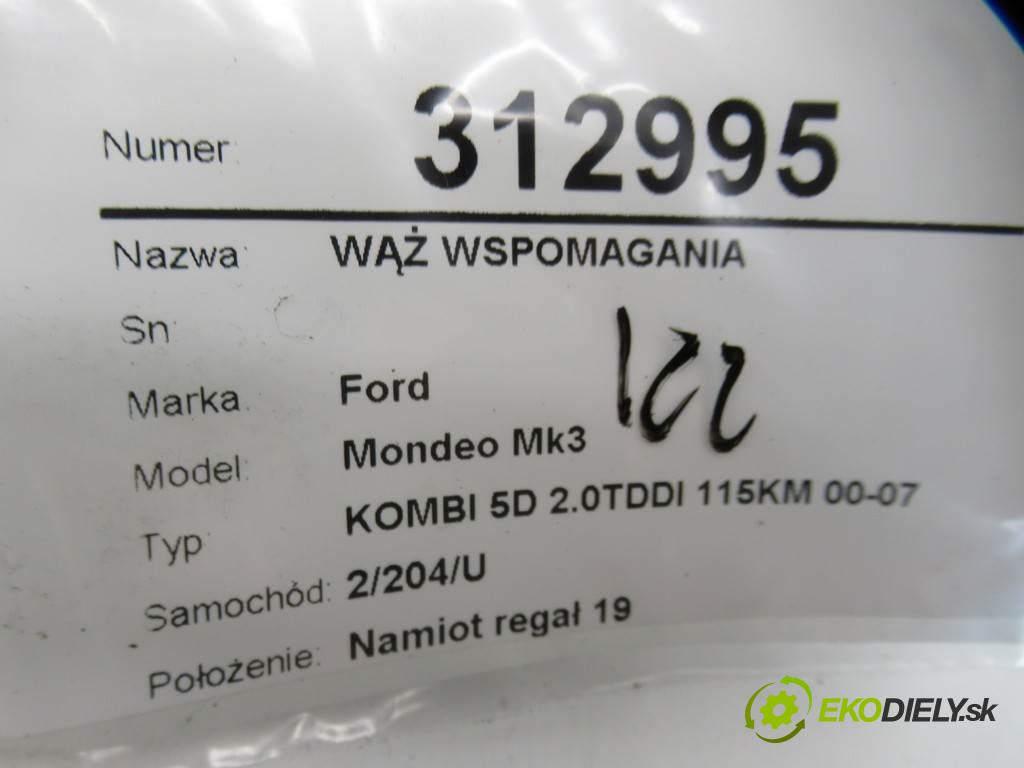 Numer: 312995
Nazwa: WĄŻ WSPOMAGANIA
Sn:
Marka: Ford
122
Model: Mondeo Mk3
Typ: KOMBI 5D 2.0TDDI 115KM 00-07
Samochód: 2/204/U
Położenie: Namiot regał 19
EKODIELY.sk